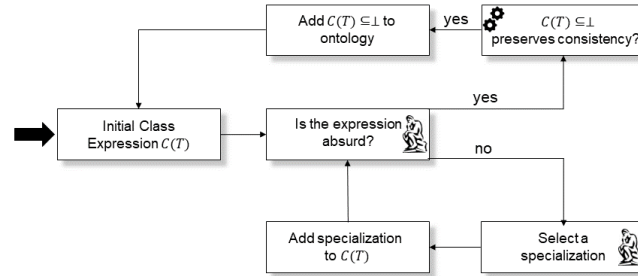 Add C(T) ⊆⊥ to
ontology
yes
C(T) ⊆⊥
preserves consistency?
yes
Initial Class
Expression C(T)
Is the expression
absurd?
no
Add specialization
to C(T)
Select a
specialization